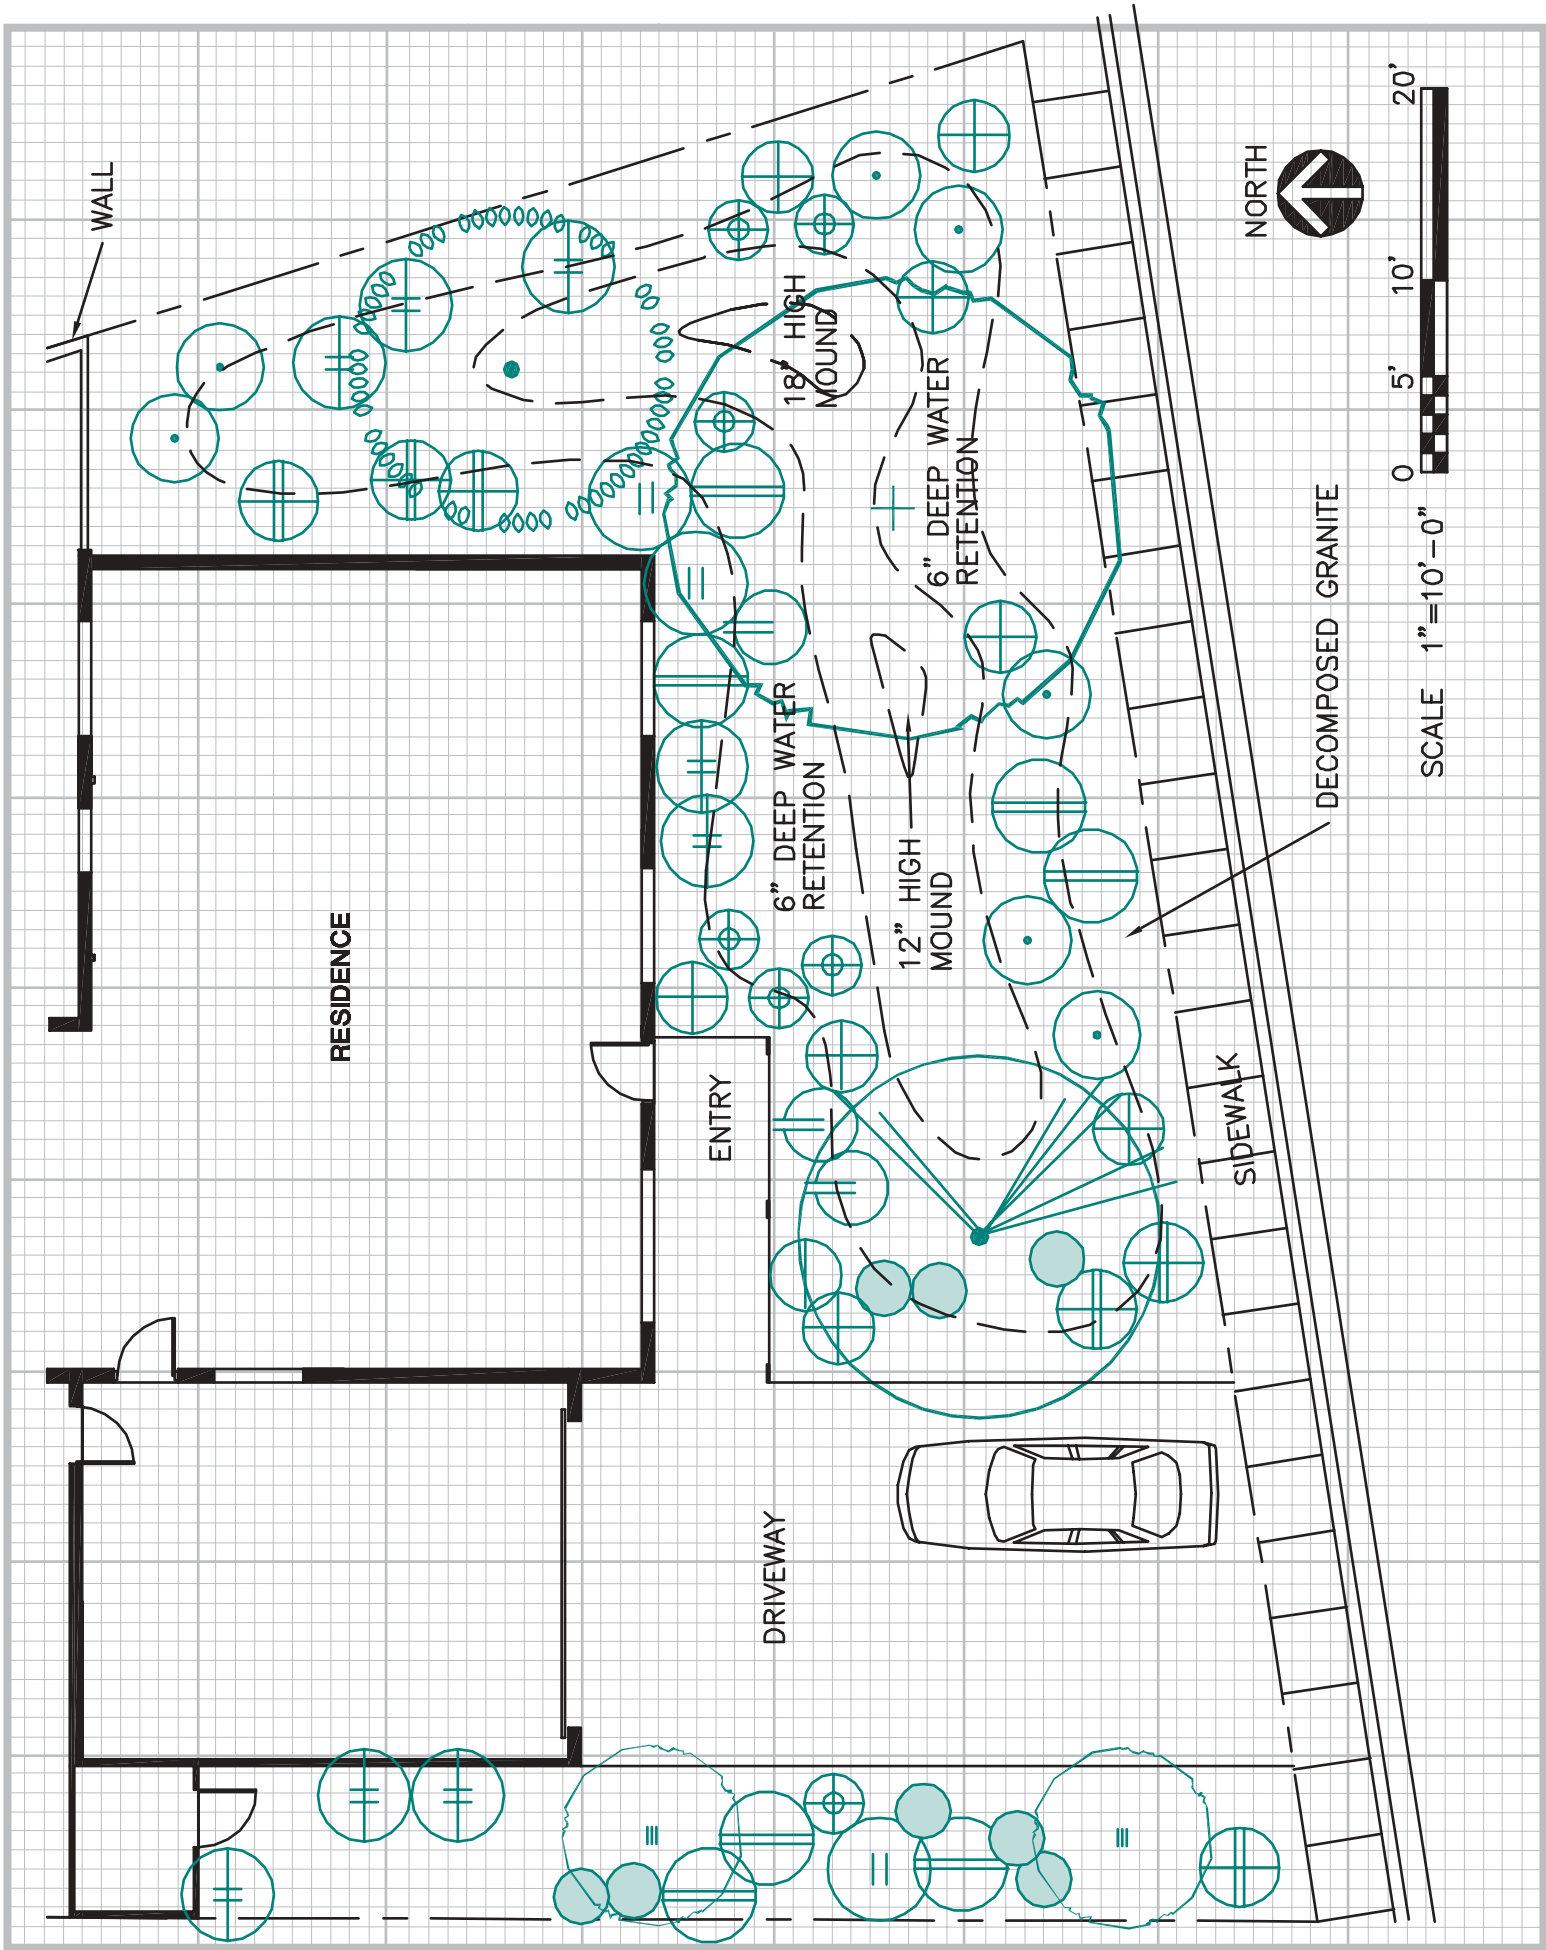 WALL
NORTH
20’
10’
5’
0
18” HIGH
MOUND
6” DEEP WATER
RETENTION
DECOMPOSED GRANITE
SCALE 1”=10’–0”
6” DEEP WATER
RETENTION
12” HIGH
MOUND
RESIDENCE
ENTRY
SIDEWALK
DRIVEWAY